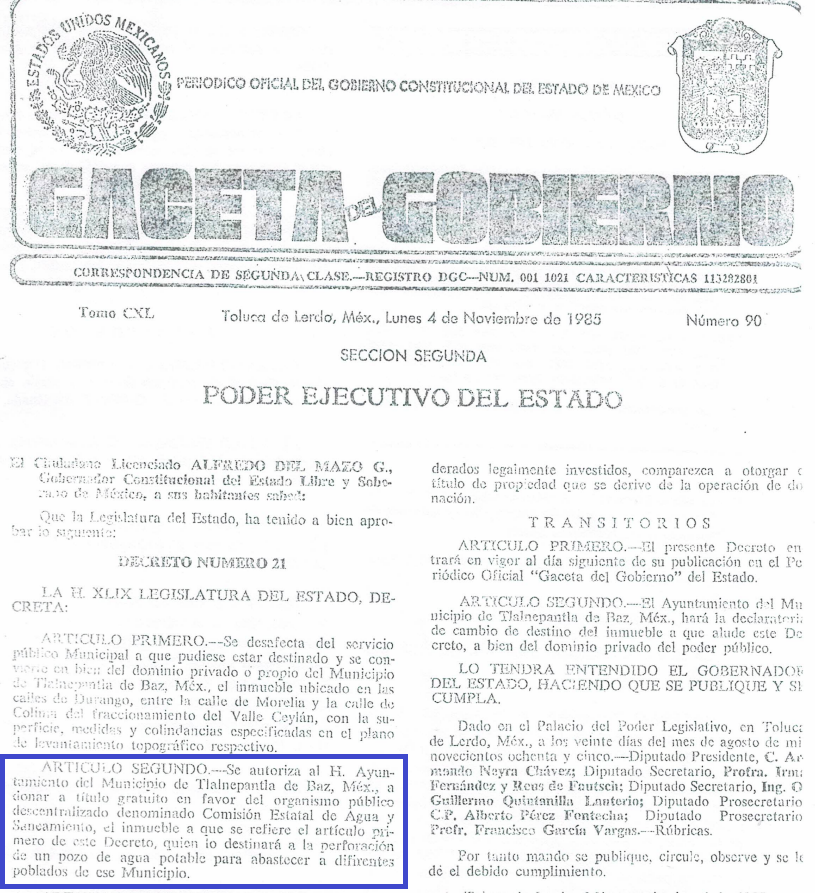 ESTADOS UNIDOS MEXICANOS
PERIODICO OFICIAL DEL GOBIERNO CONSTITUCIONAL DEL ESTADO DE MEXICO
GACETA DEL GOBIERNO
CORRESPONDENCIA DE SEGUNDA CLASE.—REGISTRO DGC—NUM. 001 1021 CARACTERISTICAS 113282801
Tomo CXL
Toluca de Lerdo, Méx., Lunes 4 de Noviembre de 1985
Número 90
SECCION SEGUNDA
PODER EJECUTIVO DEL ESTADO
El Ciudadano Licenciado ALFREDO DEL MAZO G.,
Gobernador Constitucional del Estado Libre y Sobe-
rano de México, a sus habitantes sabed:
Que la Legislatura del Estado, ha tenido a bien apro-
bar lo siguiente:
DECRETO NUMERO 21
LA H. XLIX LEGISLATURA DEL ESTADO, DE-
CRETA:
ARTICULO PRIMERO.—Se desafecta del servicio
público Municipal a que pudiese estar destinado y se con-
vierte en bien del dominio privado ó propio del Municipio
de Tlalnepantla de Baz, Méx., el inmueble ubicado en las
calles de Durango, entre la calle de Morelia y la calle de
Colima del fraccionamiento del Valle Ceylán, con la su-
perficie, medidas y colindancias especificadas en el plano
de levantamiento topográfico respectivo.
ARTICULO SEGUNDO.—Se autoriza al H. Ayun-
tamiento del Municipio de Tlalnepantla de Baz, Méx., a
donar a título gratuito en favor del organismo público
descentralizado denominado Comisión Estatal de Agua y
Saneamiento, el inmueble a que se refiere el artículo pri-
mero de este Decreto, quien lo destinará a la perforación
de un pozo de agua potable para abastecer a difirentes
poblados de ese Municipio.
derados legalmente investidos, comparezca a otorgar
título de propiedad que se derive de la operación de do
nación.
TRANSITORIOS
ARTICULO PRIMERO.—El presente Decreto en
trará en vigor al día siguiente de su publicación en el Pe
riódico Oficial "Gaceta del Gobierno" del Estado.
ARTICULO SEGUNDO.—El Ayuntamiento del Mu
nicipio de Tlalnepantla de Baz, Méx., hará la declaratoria
de cambio de destino del inmueble a que alude este De
creto, a bien del dominio privado del poder público.
LO TENDRA ENTENDIDO EL GOBERNADOR
DEL ESTADO, HACIENDO QUE SE PUBLIQUE Y SE
CUMPLA.
Dado en el Palacio del Poder Legislativo, en Toluca
de Lerdo, Méx., a los veinte días del mes de agosto de mi
novecientos ochenta y cinco.—Diputado Presidente, C. Ar
mando Neyra Chávez; Diputado Secretario, Profra. Irma
Fernández y Reus de Fautsch; Diputado Secretario, Ing. O
Guillermo Quintanilla Lanterio; Diputado Prosecretario
C.P. Alberto Pérez Fontecha; Diputado Prosecretario
Profr. Francisco García Vargas.—Rúbricas.
Por tanto mando se publique, circule, observe y se le
dé el debido cumplimiento.